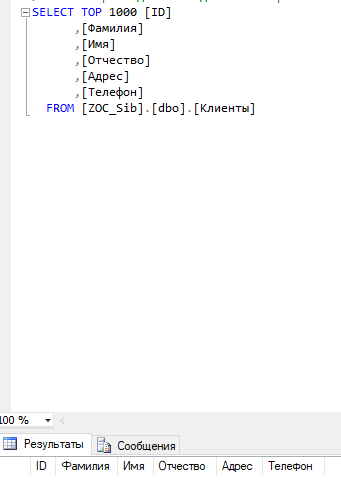 SELECT TOP 1000 [ID]
,[Фамилия]
,[Имя]
,[Отчество]
,[Адрес]
,[Телефон]
FROM [ZOC_Sib].[dbo].[Клиенты]
100 %
Результаты Сообщения
ID Фамилия Имя Отчество Адрес Телефон